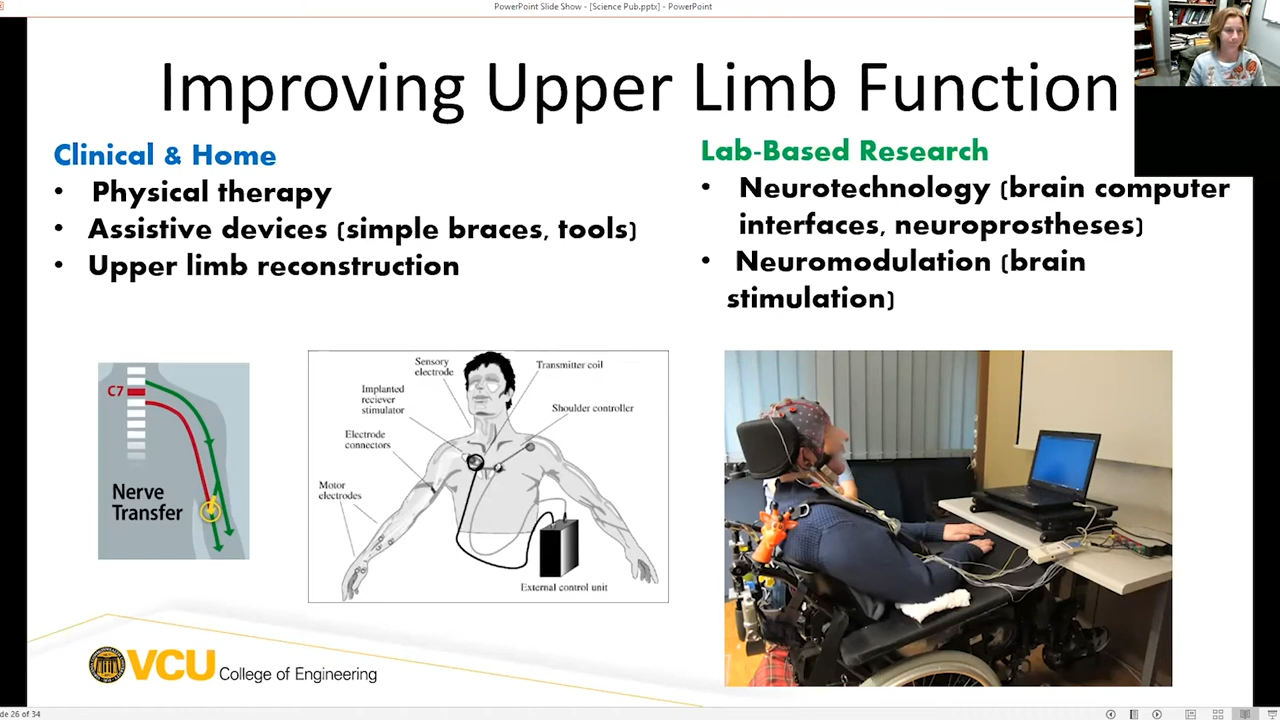 PowerPoint Slide Show - [Science Pub.pptx] - PowerPoint
Improving Upper Limb Function
Clinical & Home
• Physical therapy
• Assistive devices (simple braces, tools)
• Upper limb reconstruction
Lab-Based Research
• Neurotechnology (brain computer
interfaces, neuroprostheses)
• Neuromodulation (brain
stimulation)
C7
Nerve
Transfer
Sensory
electrode
Transmitter coil
Implanted
reciever
stimulator
Shoulder controller
Electrode
connectors
Motor
electrodes
External control unit
VCU College of Engineering
de 26 of 34